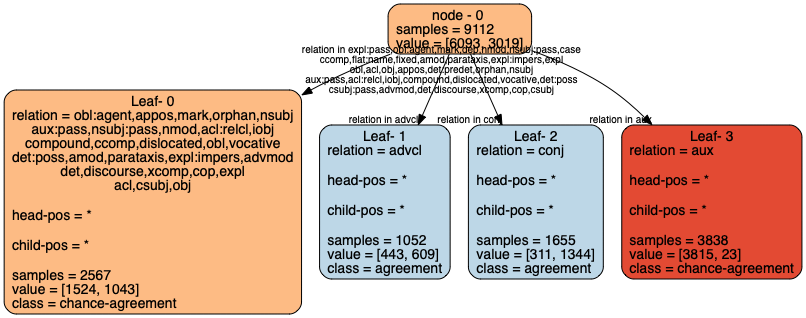 node - 0
samples = 9112
value = [6093, 3019]
relation in expl:pass,obl:agent,mark,dep,nmod,nsubj:pass,case
ccomp,flat:name,fixed,amod,parataxis,expl:impers,expl
obl,acl,obj,appos,det:predet,orphan,nsubj
aux:pass,acl:relcl,iobj,compound,dislocated,vocative,det:poss
csubj:pass,advmod,det,discourse,xcomp,cop,csubj
relation in advcl
relation in conj
relation in aux
Leaf- 0
relation = obl:agent,appos,mark,orphan,nsubj
aux:pass,nsubj:pass,nmod,acl:relcl,iobj
compound,ccomp,dislocated,obl,vocative
det:poss,amod,parataxis,expl:impers,advmod
det,discourse,xcomp,cop,expl
acl,csubj,obj
head-pos = *
child-pos = *
samples = 2567
value = [1524, 1043]
class = chance-agreement
Leaf- 1
relation = advcl
head-pos = *
child-pos = *
samples = 1052
value = [443, 609]
class = agreement
Leaf- 2
relation = conj
head-pos = *
child-pos = *
samples = 1655
value = [311, 1344]
class = agreement
Leaf- 3
relation = aux
head-pos = *
child-pos = *
samples = 3838
value = [3815, 23]
class = chance-agreement